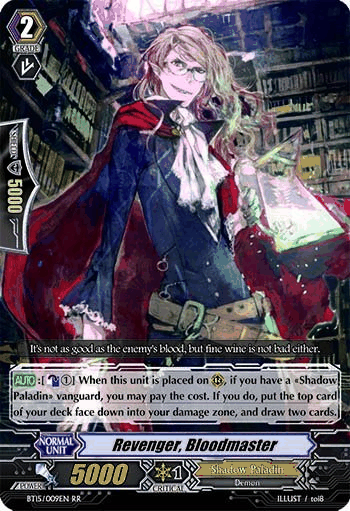 2
GRADE
SHIELD
5000
It's not as good as the enemy's blood, but fine wine is not bad either.
AUTO:[①] When this unit is placed on, if you have a «Shadow
Paladin» vanguard, you may pay the cost. If you do, put the top card
of your deck face down into your damage zone, and draw two cards.
NORMAL
UNIT
Revenger, Bloodmaster
POWER
5000
1
CRITICAL
Shadow Paladin
Demon
BT15/009EN RR
ILLUST / toi8